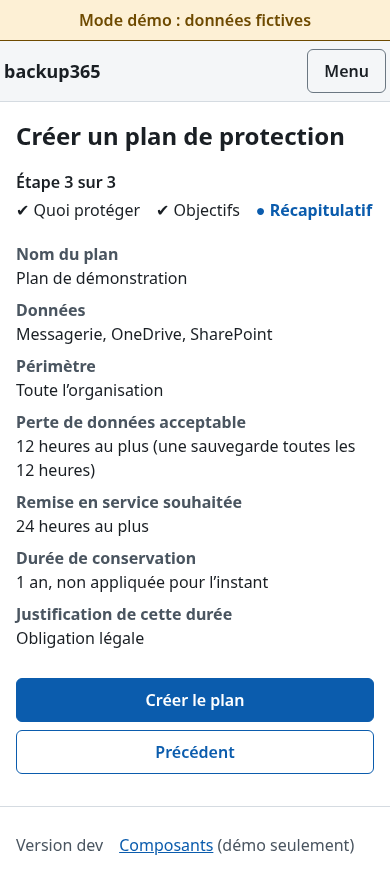 Mode démo : données fictives
backup365
Menu
Créer un plan de protection
Étape 3 sur 3
✔ Quoi protéger ✔ Objectifs ● Récapitulatif
Nom du plan
Plan de démonstration
Données
Messagerie, OneDrive, SharePoint
Périmètre
Toute l’organisation
Perte de données acceptable
12 heures au plus (une sauvegarde toutes les
12 heures)
Remise en service souhaitée
24 heures au plus
Durée de conservation
1 an, non appliquée pour l’instant
Justification de cette durée
Obligation légale
Créer le plan
Précédent
Version dev Composants (démo seulement)